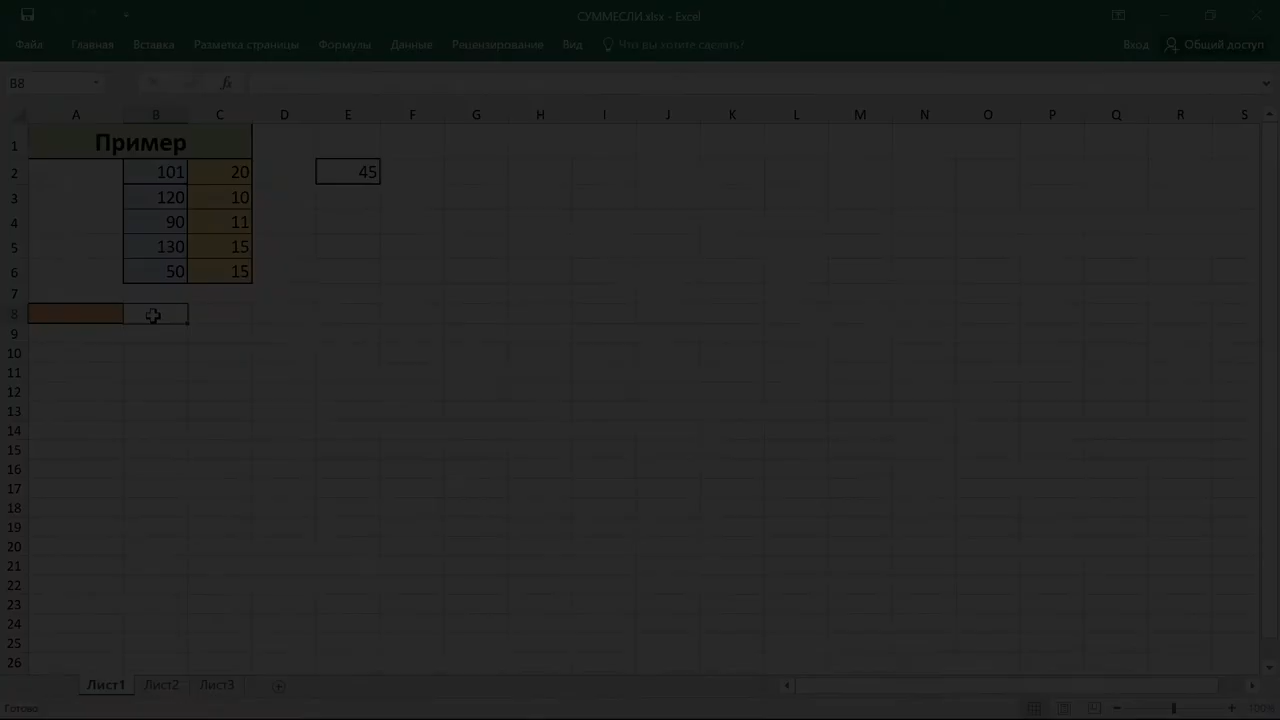 СУММЕСЛИ.xlsx - Excel
Файл Главная Вставка Разметка страницы Формулы Данные Рецензирование Вид Что вы хотите сделать? Вход Общий доступ
B8 fx
A B C D E F G H I J K L M N O P Q R S
1 Пример
2 101 20 45
3 120 10
4 90 11
5 130 15
6 50 15
7
8
9
10
11
12
13
14
15
16
17
18
19
20
21
22
23
24
25
26
Лист1 Лист2 Лист3
Готово 100%